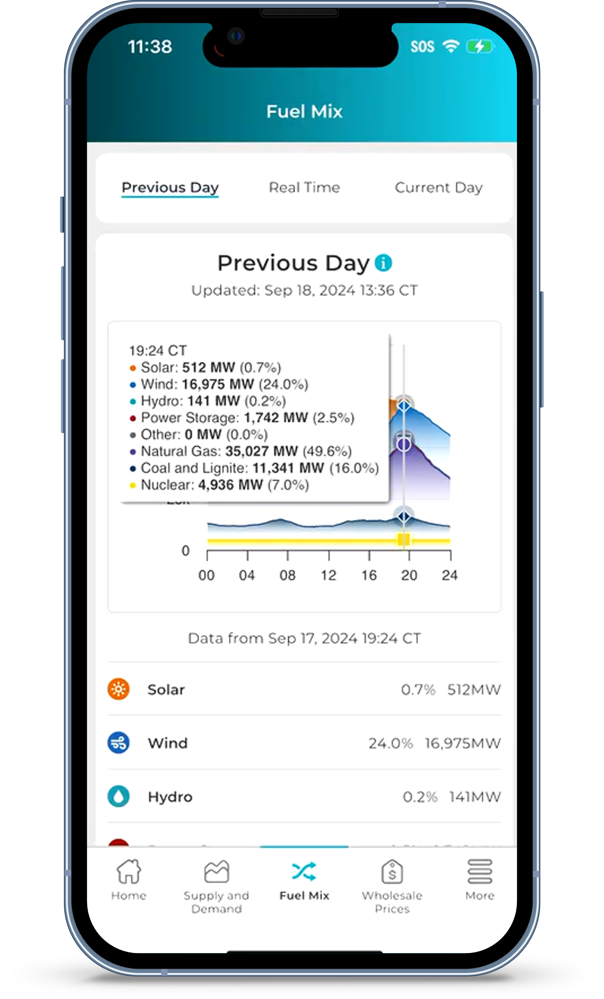 11:38 SOS
Fuel Mix
Previous Day Real Time Current Day
Previous Day i
Updated: Sep 18, 2024 13:36 CT
19:24 CT
• Solar: 512 MW (0.7%)
• Wind: 16,975 MW (24.0%)
• Hydro: 141 MW (0.2%)
• Power Storage: 1,742 MW (2.5%)
• Other: 0 MW (0.0%)
• Natural Gas: 35,027 MW (49.6%)
• Coal and Lignite: 11,341 MW (16.0%)
• Nuclear: 4,936 MW (7.0%)
0
00 04 08 12 16 20 24
Data from Sep 17, 2024 19:24 CT
Solar 0.7% 512MW
Wind 24.0% 16,975MW
Hydro 0.2% 141MW
$
Home Supply and Fuel Mix Wholesale More
Demand Prices